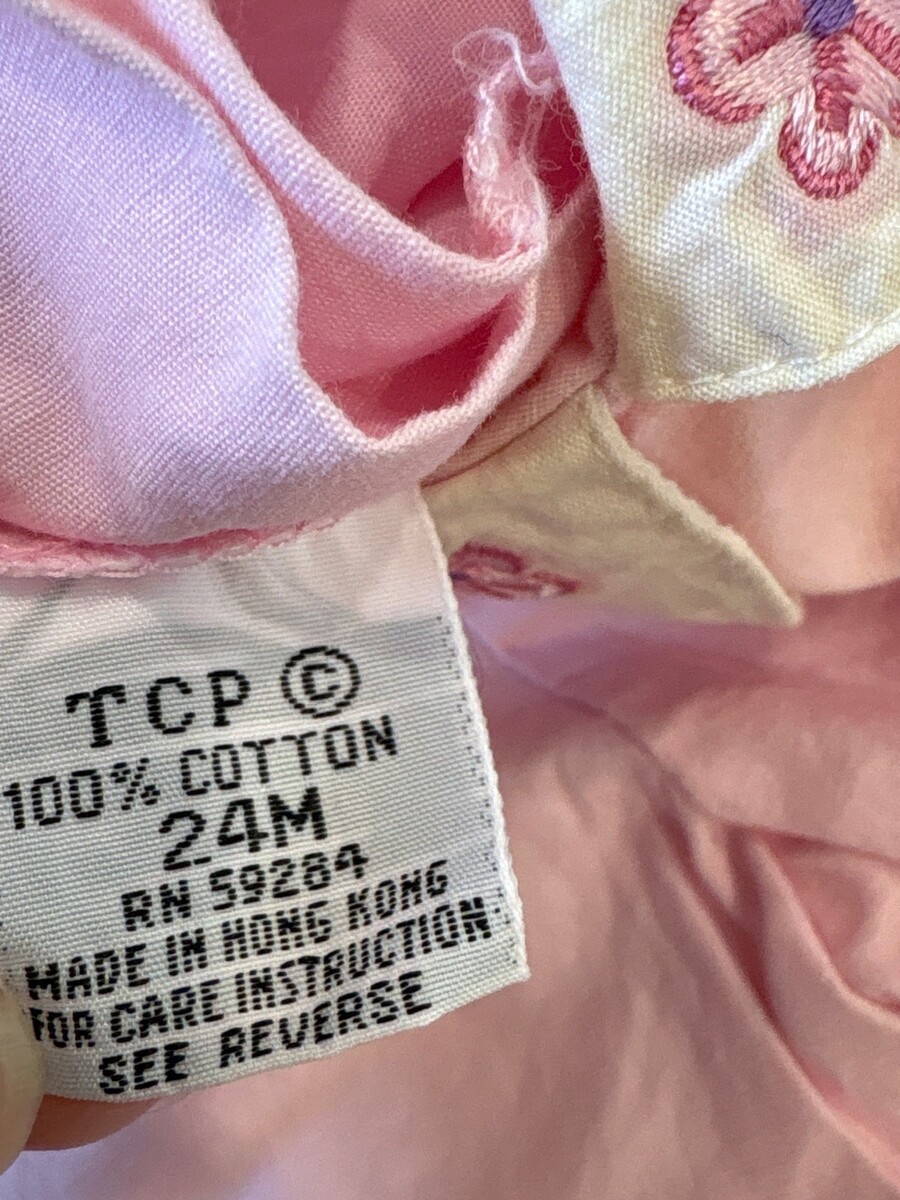 TCP ©
100% COTTON
24M
RN 59284
MADE IN HONG KONG
FOR CARE INSTRUCTION
SEE REVERSE